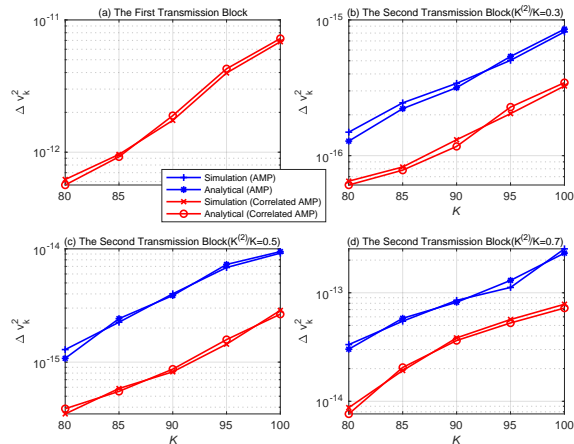 (a) The First Transmission Block
10^-11
10^-12
Δ v_k^2
80 85 90 95 100
(b) The Second Transmission Block(K^(2)/K=0.3)
10^-15
10^-16
Δ v_k^2
80 85 90 95 100
K
Simulation (AMP)
Analytical (AMP)
Simulation (Correlated AMP)
Analytical (Correlated AMP)
(c) The Second Transmission Block(K^(2)/K=0.5)
10^-14
10^-15
Δ v_k^2
80 85 90 95 100
K
(d) The Second Transmission Block(K^(2)/K=0.7)
10^-13
10^-14
Δ v_k^2
80 85 90 95 100
K